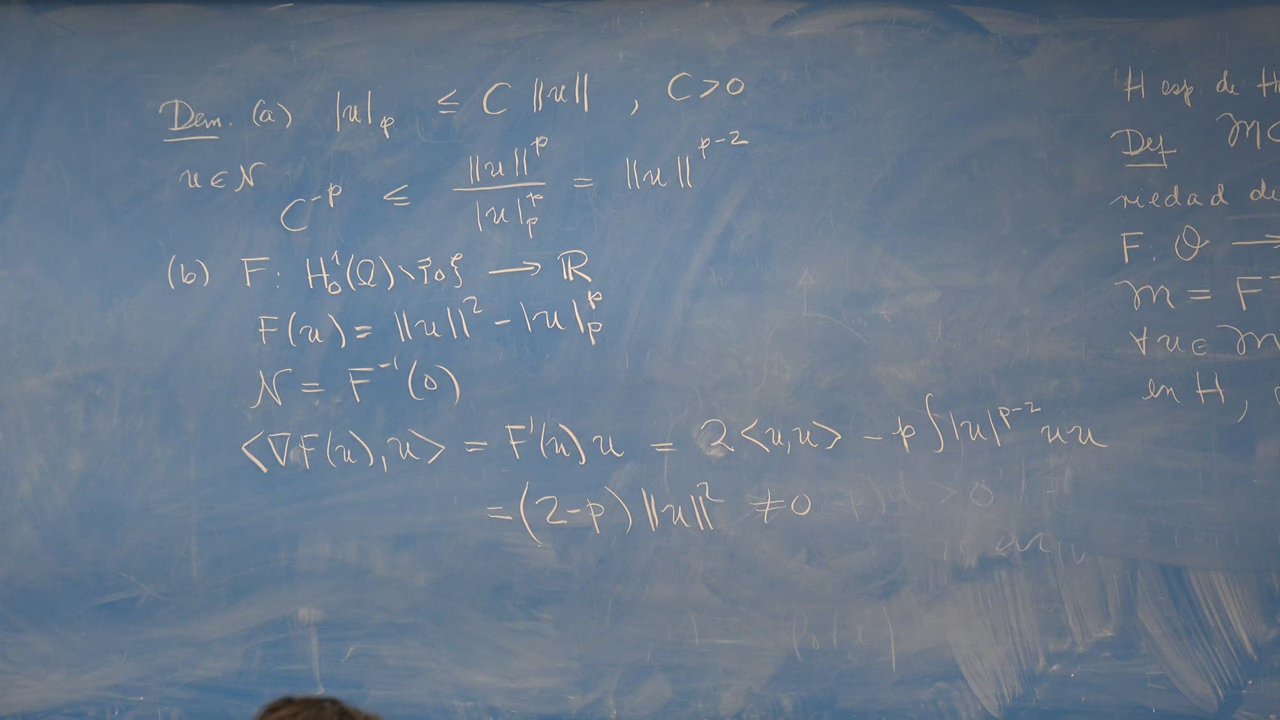 Dem. (a) |u|_p ≤ C ‖u‖ , C>0
u∈N C^{-p} ≤ ‖u‖^p / |u|_p^p = ‖u‖^{p-2}
(b) F: H_0^1(Ω)∖{0} → ℝ
F(u) = ‖u‖^2 - |u|_p^p
N = F^{-1}(0)
<∇F(u), u> = F'(u)u = 2<u,u> - p∫|u|^{p-2}uu
= (2-p)‖u‖^2 ≠ 0
H esp. de H
Def M
riedad de
F: O →
M = F
∀u∈M
en H,